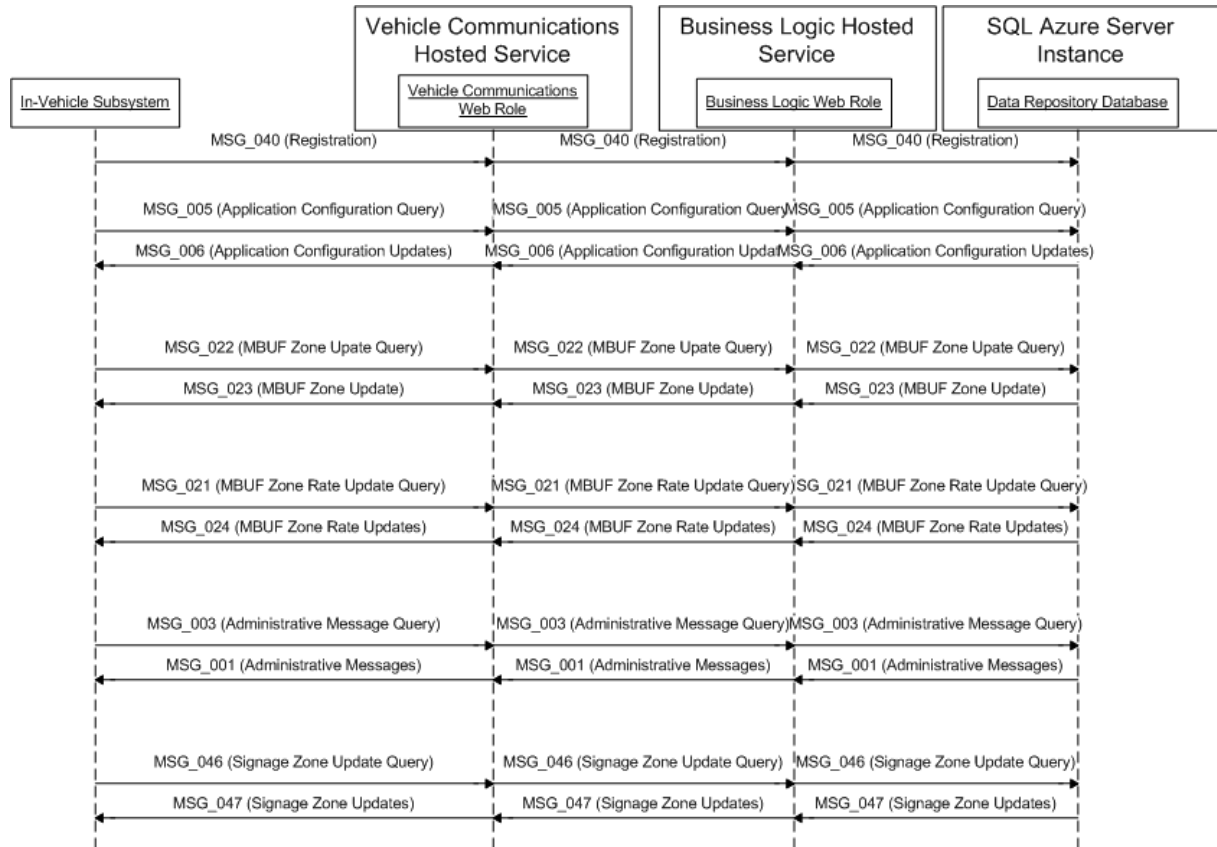 Vehicle Communications
Hosted Service
Business Logic Hosted
Service
SQL Azure Server
Instance
In-Vehicle Subsystem
Vehicle Communications
Web Role
Business Logic Web Role
Data Repository Database
MSG_040 (Registration)
MSG_040 (Registration)
MSG_040 (Registration)
MSG_005 (Application Configuration Query)
MSG_005 (Application Configuration Query
MSG_005 (Application Configuration Query)
MSG_006 (Application Configuration Updates)
MSG_006 (Application Configuration Updat
MSG_006 (Application Configuration Updates)
MSG_022 (MBUF Zone Upate Query)
MSG_022 (MBUF Zone Upate Query)
MSG_022 (MBUF Zone Upate Query)
MSG_023 (MBUF Zone Update)
MSG_023 (MBUF Zone Update)
MSG_023 (MBUF Zone Update)
MSG_021 (MBUF Zone Rate Update Query)
MSG_021 (MBUF Zone Rate Update Query)
SG_021 (MBUF Zone Rate Update Query)
MSG_024 (MBUF Zone Rate Updates)
MSG_024 (MBUF Zone Rate Updates)
MSG_024 (MBUF Zone Rate Updates)
MSG_003 (Administrative Message Query)
MSG_003 (Administrative Message Query)
MSG_003 (Administrative Message Query)
MSG_001 (Administrative Messages)
MSG_001 (Administrative Messages)
MSG_001 (Administrative Messages)
MSG_046 (Signage Zone Update Query)
MSG_046 (Signage Zone Update Query)
MSG_046 (Signage Zone Update Query)
MSG_047 (Signage Zone Updates)
MSG_047 (Signage Zone Updates)
MSG_047 (Signage Zone Updates)